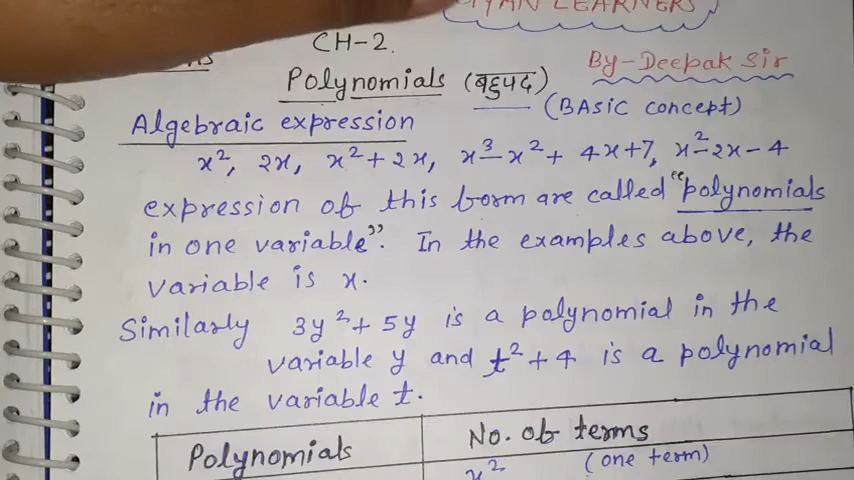 LEARNERS
CH-2.
Polynomials (बहुपद)
By-Deepak Sir
(BAsic concept)
Algebraic expression
x², 2x, x²+2x, x³-x²+4x+7, x²-2x-4
expression of this form are called "polynomials
in one variable". In the examples above, the
variable is x.
Similarly 3y²+5y is a polynomial in the
variable y and t²+4 is a polynomial
in the variable t.
Polynomials No. of terms
x² (one term)